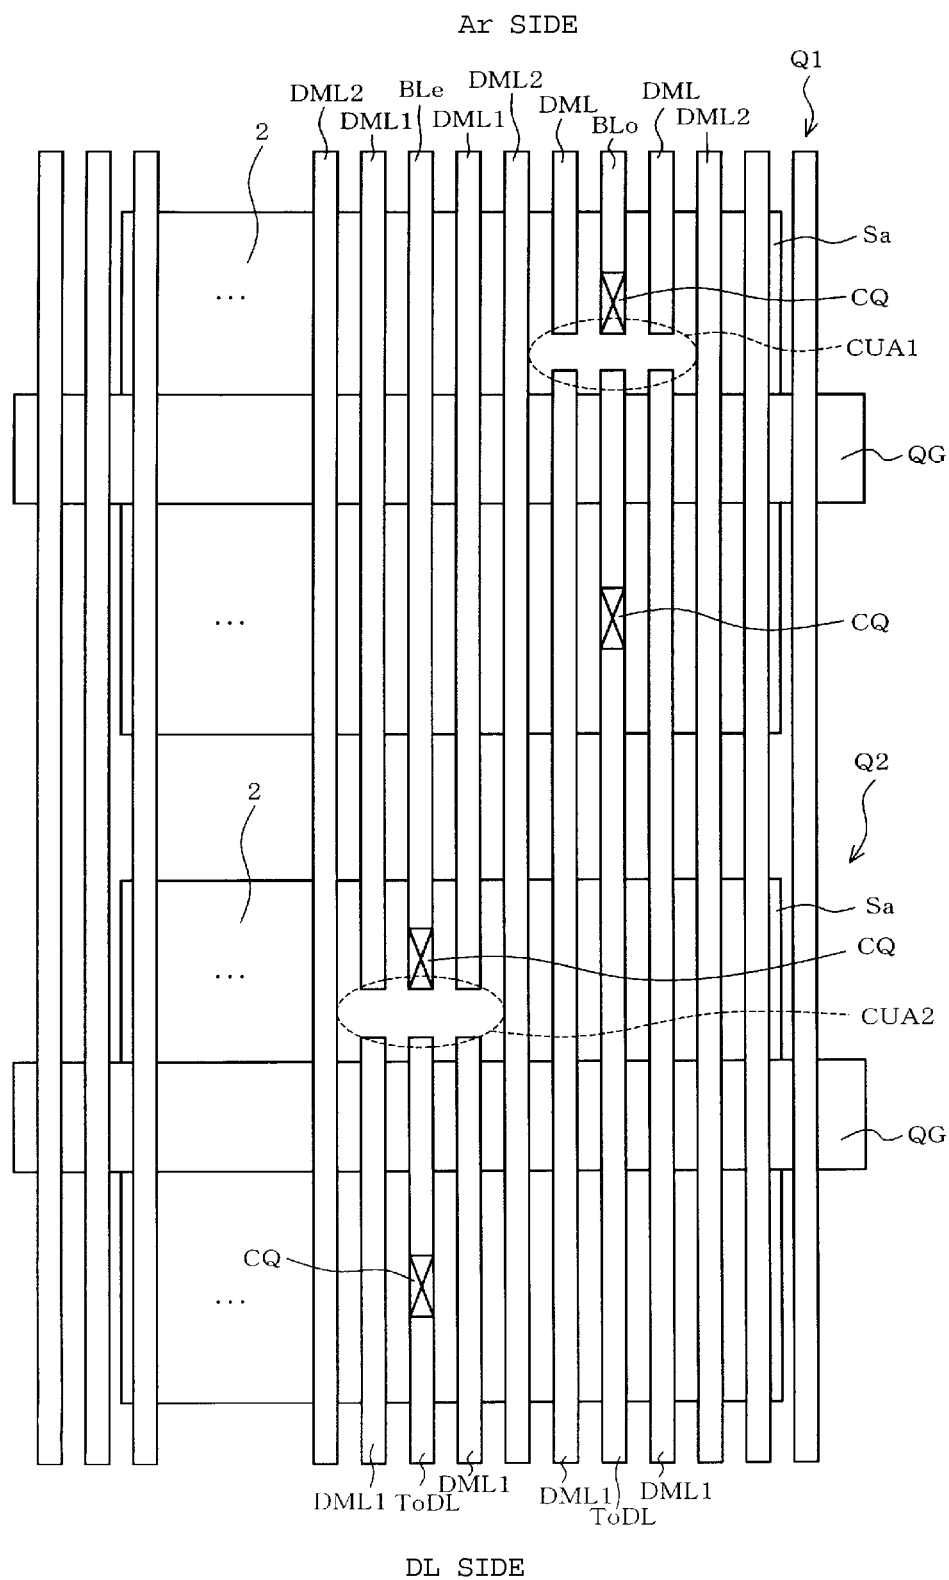 Ar SIDE
Q1
DML2
BLe
DML2
DML
DML
DML1
DML1
BLo
DML2
2
Sa
...
CQ
CUA1
QG
...
CQ
Q2
2
Sa
CQ
...
CUA2
QG
CQ
...
DML1
ToDL
DML1
DML1
ToDL
DML1
DL SIDE